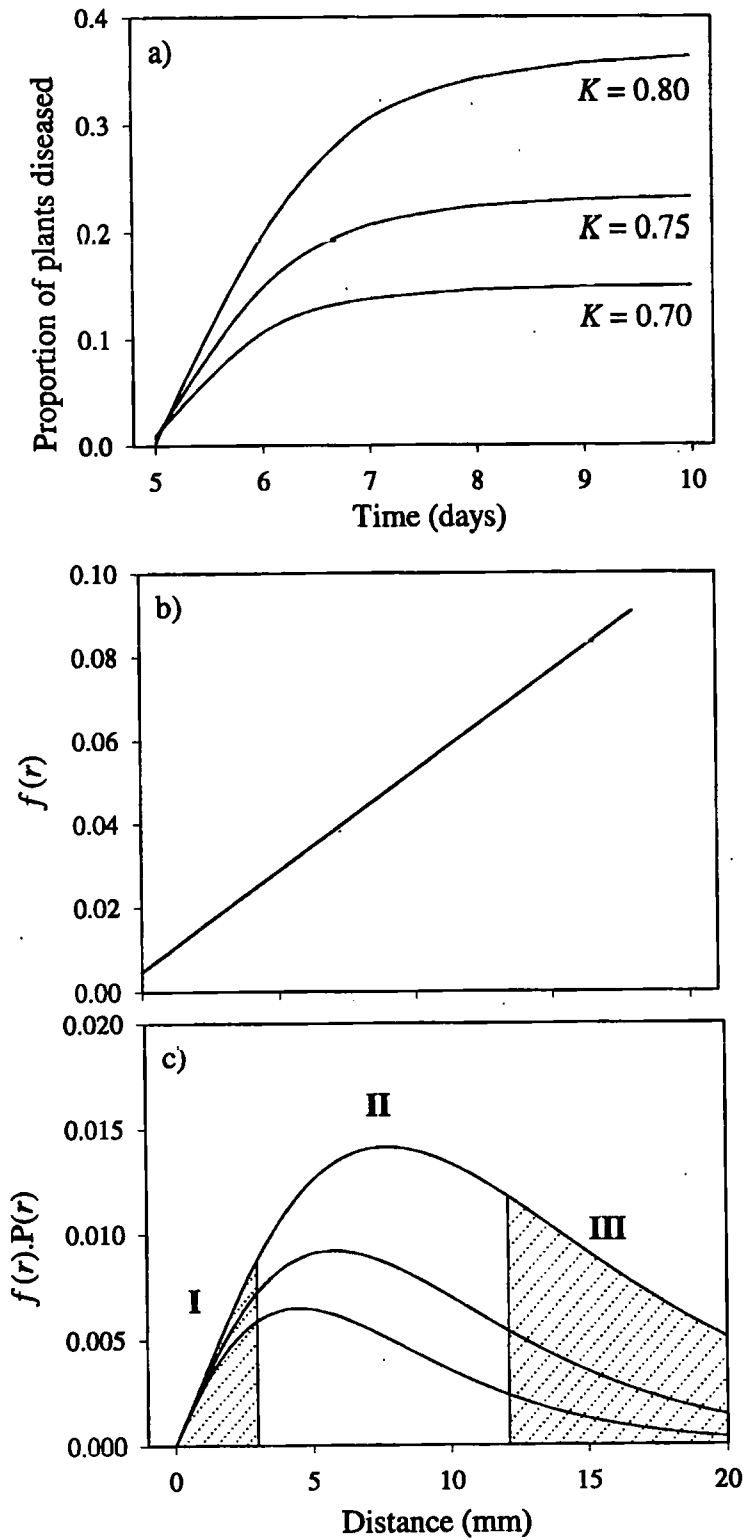 a)
0.4
0.3
0.2
0.1
0.0
Proportion of plants diseased
K = 0.80
K = 0.75
K = 0.70
5 6 7 8 9 10
Time (days)
b)
0.10
0.08
0.06
0.04
0.02
0.00
f (r)
c)
0.020
0.015
0.010
0.005
0.000
f (r).P(r)
I
II
III
0 5 10 15 20
Distance (mm)